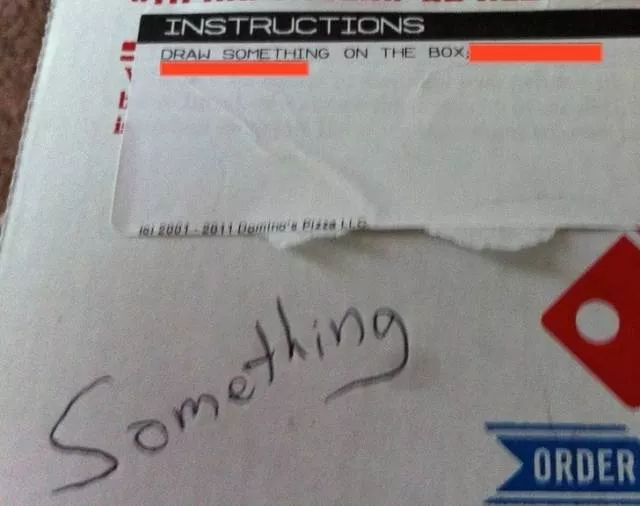 INSTRUCTIONS
DRAW SOMETHING ON THE BOX;
(c) 2001 - 2011 Domino's Pizza LLC
Something
ORDER